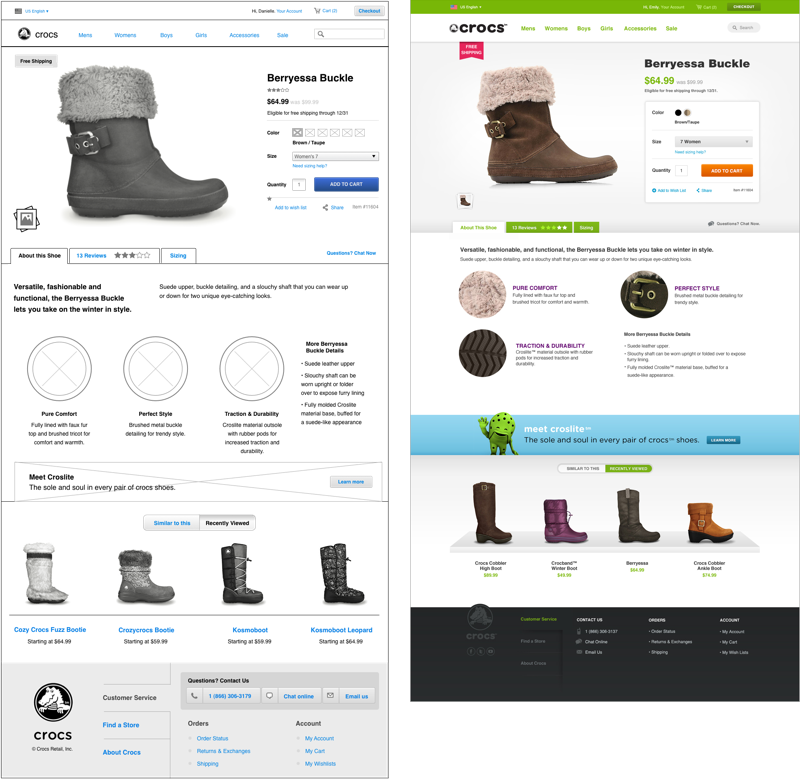 US English ▾
Hi, Danielle. Your Account
Cart (2)
Checkout
crocs
Mens
Womens
Boys
Girls
Accessories
Sale
Free Shipping
Berryessa Buckle
$64.99 was $89.99
Eligible for free shipping through 12/31
Color
Brown / Taupe
Size
Women's 7
Need sizing help?
Quantity
1
ADD TO CART
Add to wish list
Share
Item #11804
About this Shoe
13 Reviews
Sizing
Questions? Chat Now
Versatile, fashionable and
functional, the Berryessa Buckle
lets you take on the winter in style.
Suede upper, buckle detailing, and a slouchy shaft that you can wear up
or down for two unique eye-catching looks.
Pure Comfort
Fully lined with faux fur
top and brushed tricot for
comfort and warmth.
Perfect Style
Brushed metal buckle
detailing for trendy style.
Traction & Durability
Croslite material outsole
with rubber pods for
increased traction and
durability.
More Berryessa
Buckle Details
• Suede leather upper
• Slouchy shaft can be
worn upright or folder
over to expose furry lining
• Fully molded Croslite
material base, buffed for
a suede-like appearance
Meet Croslite
The sole and soul in every pair of crocs shoes.
Learn more
Similar to this
Recently Viewed
Cozy Crocs Fuzz Bootie
Starting at $64.99
Crozycrocs Bootie
Starting at $59.99
Kosmoboot
Starting at $59.99
Kosmoboot Leopard
Starting at $64.99
crocs
© Crocs Retail, Inc.
Customer Service
Find a Store
About Crocs
Questions? Contact Us
1 (866) 306-3179
Chat online
Email us
Orders
Order Status
Returns & Exchanges
Shipping
Account
My Account
My Cart
My Wishlists
US English ▾
Hi, Emily. Your Account
Cart (2)
CHECKOUT
crocs™
Mens
Womens
Boys
Girls
Accessories
Sale
Search
FREE
SHIPPING
Berryessa Buckle
$64.99 was $89.99
Eligible for free shipping through 12/31.
Color
Brown/Taupe
Size
7 Women
Need sizing help?
Quantity
1
ADD TO CART
Add to Wish List
Share
Item #11804
About This Shoe
13 Reviews
Sizing
Questions? Chat Now.
Versatile, fashionable, and functional, the Berryessa Buckle lets you take on winter in style.
Suede upper, buckle detailing, and a slouchy shaft that you can wear up or down for two unique eye-catching looks.
PURE COMFORT
Fully lined with faux fur for top and
brushed tricot for comfort and warmth.
PERFECT STYLE
Brushed metal buckle detailing for
trendy style.
TRACTION & DURABILITY
Croslite™ material outsole with rubber
pods for increased traction and
durability.
More Berryessa Buckle Details
• Suede leather upper
• Slouchy shaft can be worn upright or folded over to expose
furry lining.
• Fully molded Croslite™ material base, buffed for a
suede-like appearance.
meet croslite™
The sole and soul in every pair of crocs™ shoes.
LEARN MORE
SIMILAR TO THIS
RECENTLY VIEWED
Crocs Cobbler
High Boot
$89.99
Crocband™
Winter Boot
$49.99
Berryessa
$64.99
Crocs Cobbler
Ankle Boot
$74.99
crocs
Customer Service
Find a Store
About Crocs
CONTACT US
1 (866) 306-3137
Chat Online
Email Us
ORDERS
• Order Status
• Returns & Exchanges
• Shipping
ACCOUNT
• My Account
• My Cart
• My Wish Lists